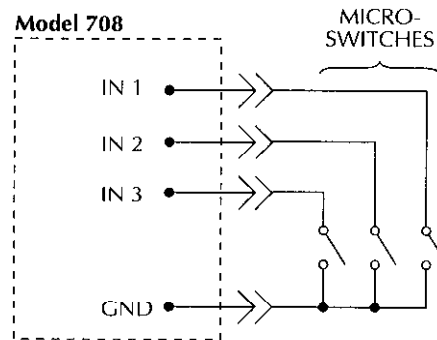 Model 708
MICRO-
SWITCHES
IN 1
IN 2
IN 3
GND